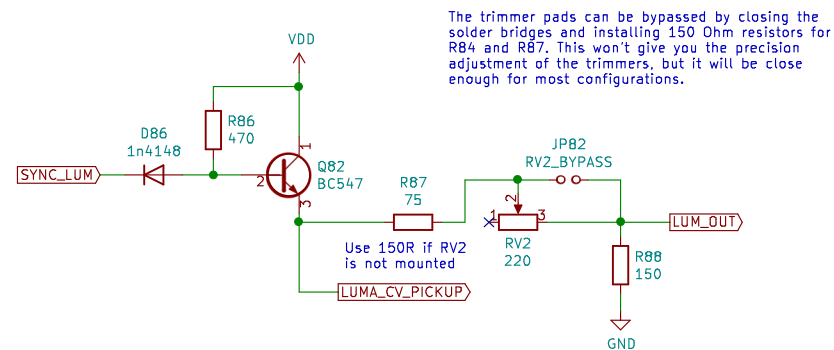 The trimmer pads can be bypassed by closing the
solder bridges and installing 150 Ohm resistors for
R84 and R87. This won't give you the precision
adjustment of the trimmers, but it will be close
enough for most configurations.
VDD
R86
470
D86
1n4148
SYNC_LUM
1
2
3
Q82
BC547
R87
75
JP82
RV2_BYPASS
2
1
3
RV2
220
LUM_OUT
Use 150R if RV2
is not mounted
R88
150
LUMA_CV_PICKUP
GND